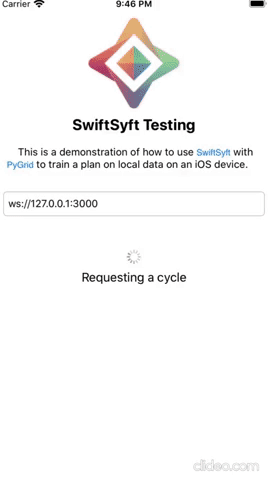 Carrier 9:46 PM
SwiftSyft Testing
This is a demonstration of how to use SwiftSyft with
PyGrid to train a plan on local data on an iOS device.
ws://127.0.0.1:3000
Requesting a cycle
clideo.com